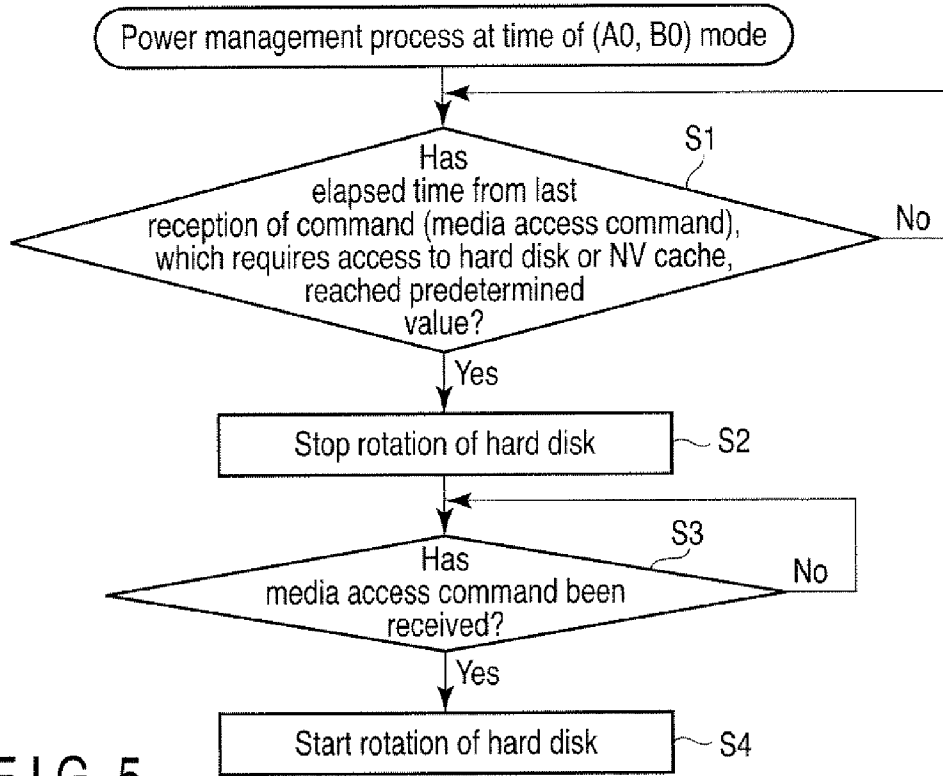 Power management process at time of (A0, B0) mode
S1
Has
elapsed time from last
reception of command (media access command),
which requires access to hard disk or NV cache,
reached predetermined
value?
No
Yes
Stop rotation of hard disk
S2
S3
Has
media access command been
received?
No
Yes
Start rotation of hard disk
S4
FIG. 5